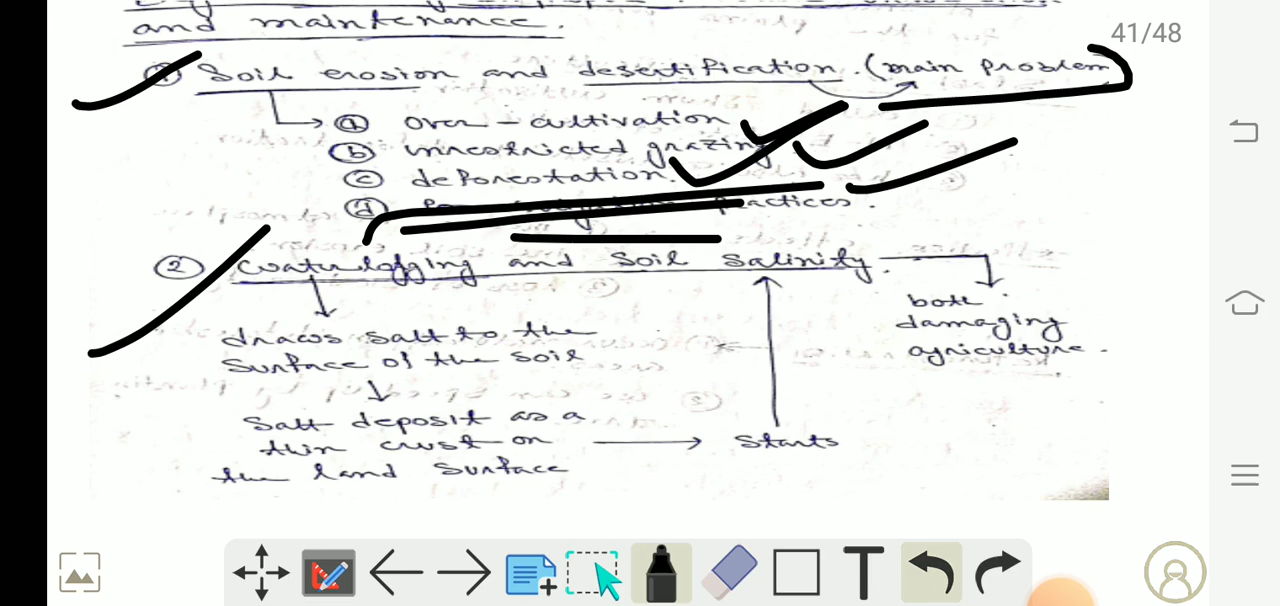 and maintenance.
41/48
① Soil erosion and desertification. (main problem)
ⓐ over-cultivation
ⓑ unrestricted grazing
ⓒ deforestation.
ⓓ practices.
② Waterlogging and Soil Salinity.
both damaging agriculture.
draws salt to the
surface of the soil
Salt deposit as a
thin crust on
the land Surface
Starts
T